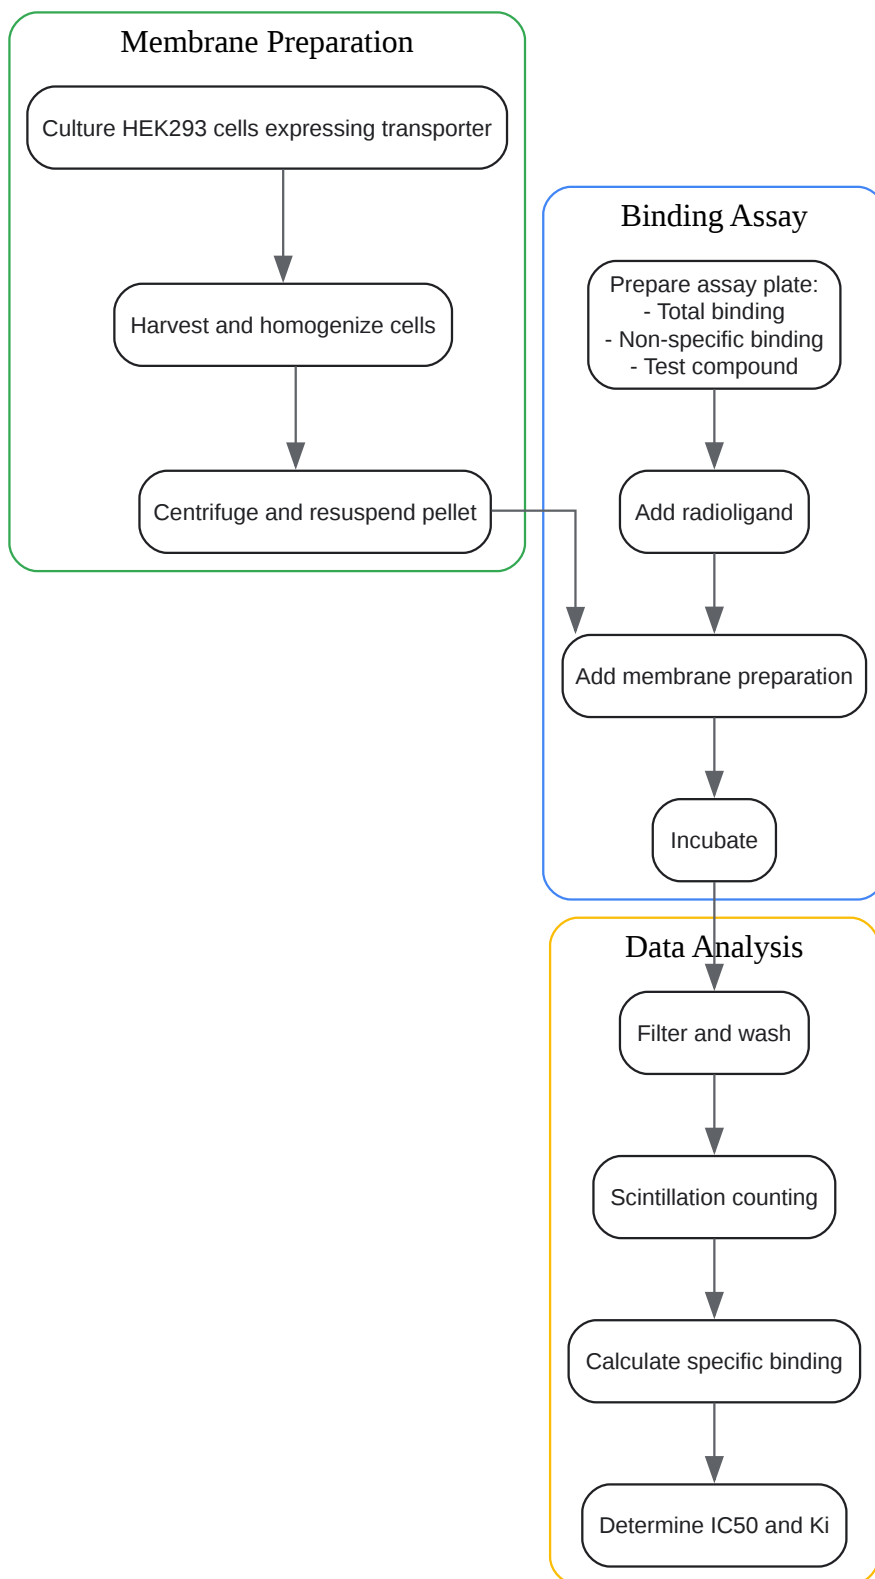 Membrane Preparation
Culture HEK293 cells expressing transporter
Harvest and homogenize cells
Centrifuge and resuspend pellet
Binding Assay
Prepare assay plate:
- Total binding
- Non-specific binding
- Test compound
Add radioligand
Add membrane preparation
Incubate
Data Analysis
Filter and wash
Scintillation counting
Calculate specific binding
Determine IC50 and Ki